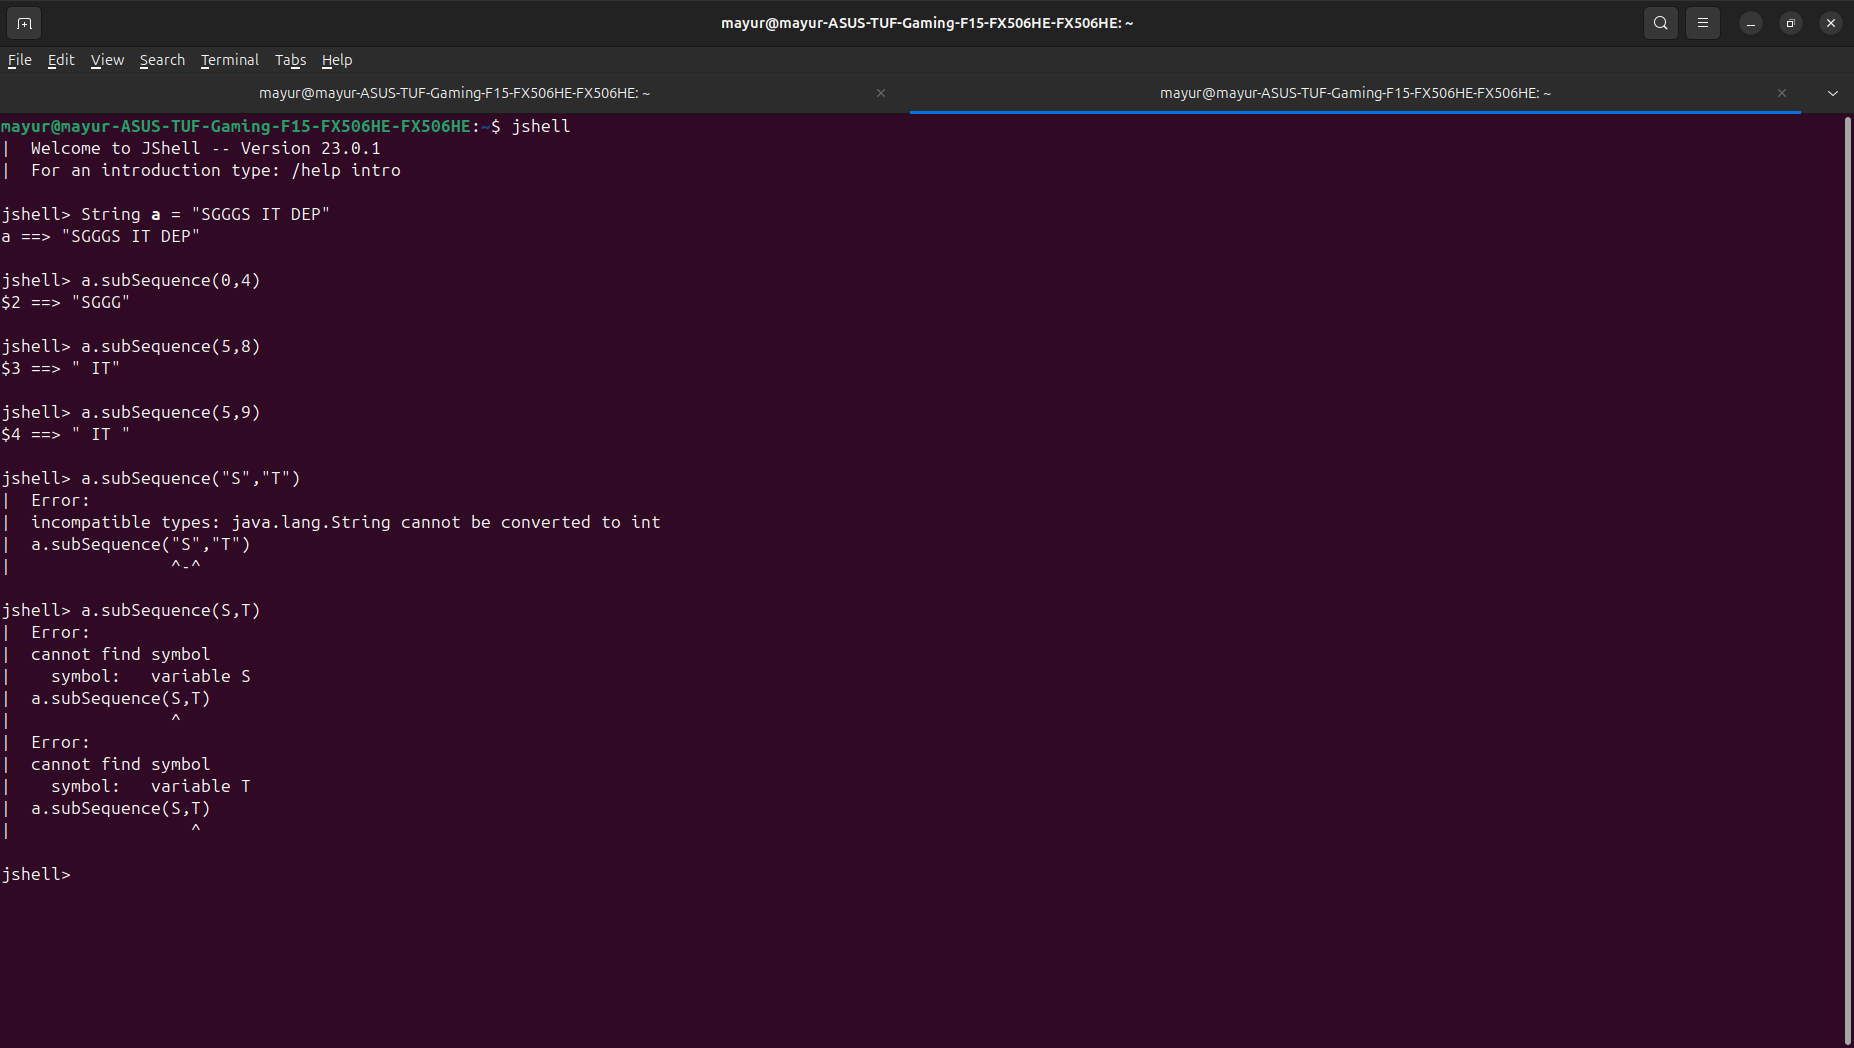 mayur@mayur-ASUS-TUF-Gaming-F15-FX506HE-FX506HE: ~
File Edit View Search Terminal Tabs Help
mayur@mayur-ASUS-TUF-Gaming-F15-FX506HE-FX506HE: ~ mayur@mayur-ASUS-TUF-Gaming-F15-FX506HE-FX506HE: ~
mayur@mayur-ASUS-TUF-Gaming-F15-FX506HE-FX506HE:~$ jshell
|  Welcome to JShell -- Version 23.0.1
|  For an introduction type: /help intro
jshell> String a = "SGGGS IT DEP"
a ==> "SGGGS IT DEP"
jshell> a.subSequence(0,4)
$2 ==> "SGGG"
jshell> a.subSequence(5,8)
$3 ==> " IT"
jshell> a.subSequence(5,9)
$4 ==> " IT "
jshell> a.subSequence("S","T")
|  Error:
|  incompatible types: java.lang.String cannot be converted to int
|  a.subSequence("S","T")
|                ^-^
jshell> a.subSequence(S,T)
|  Error:
|  cannot find symbol
|    symbol:   variable S
|  a.subSequence(S,T)
|                ^
|  Error:
|  cannot find symbol
|    symbol:   variable T
|  a.subSequence(S,T)
|                  ^
jshell>